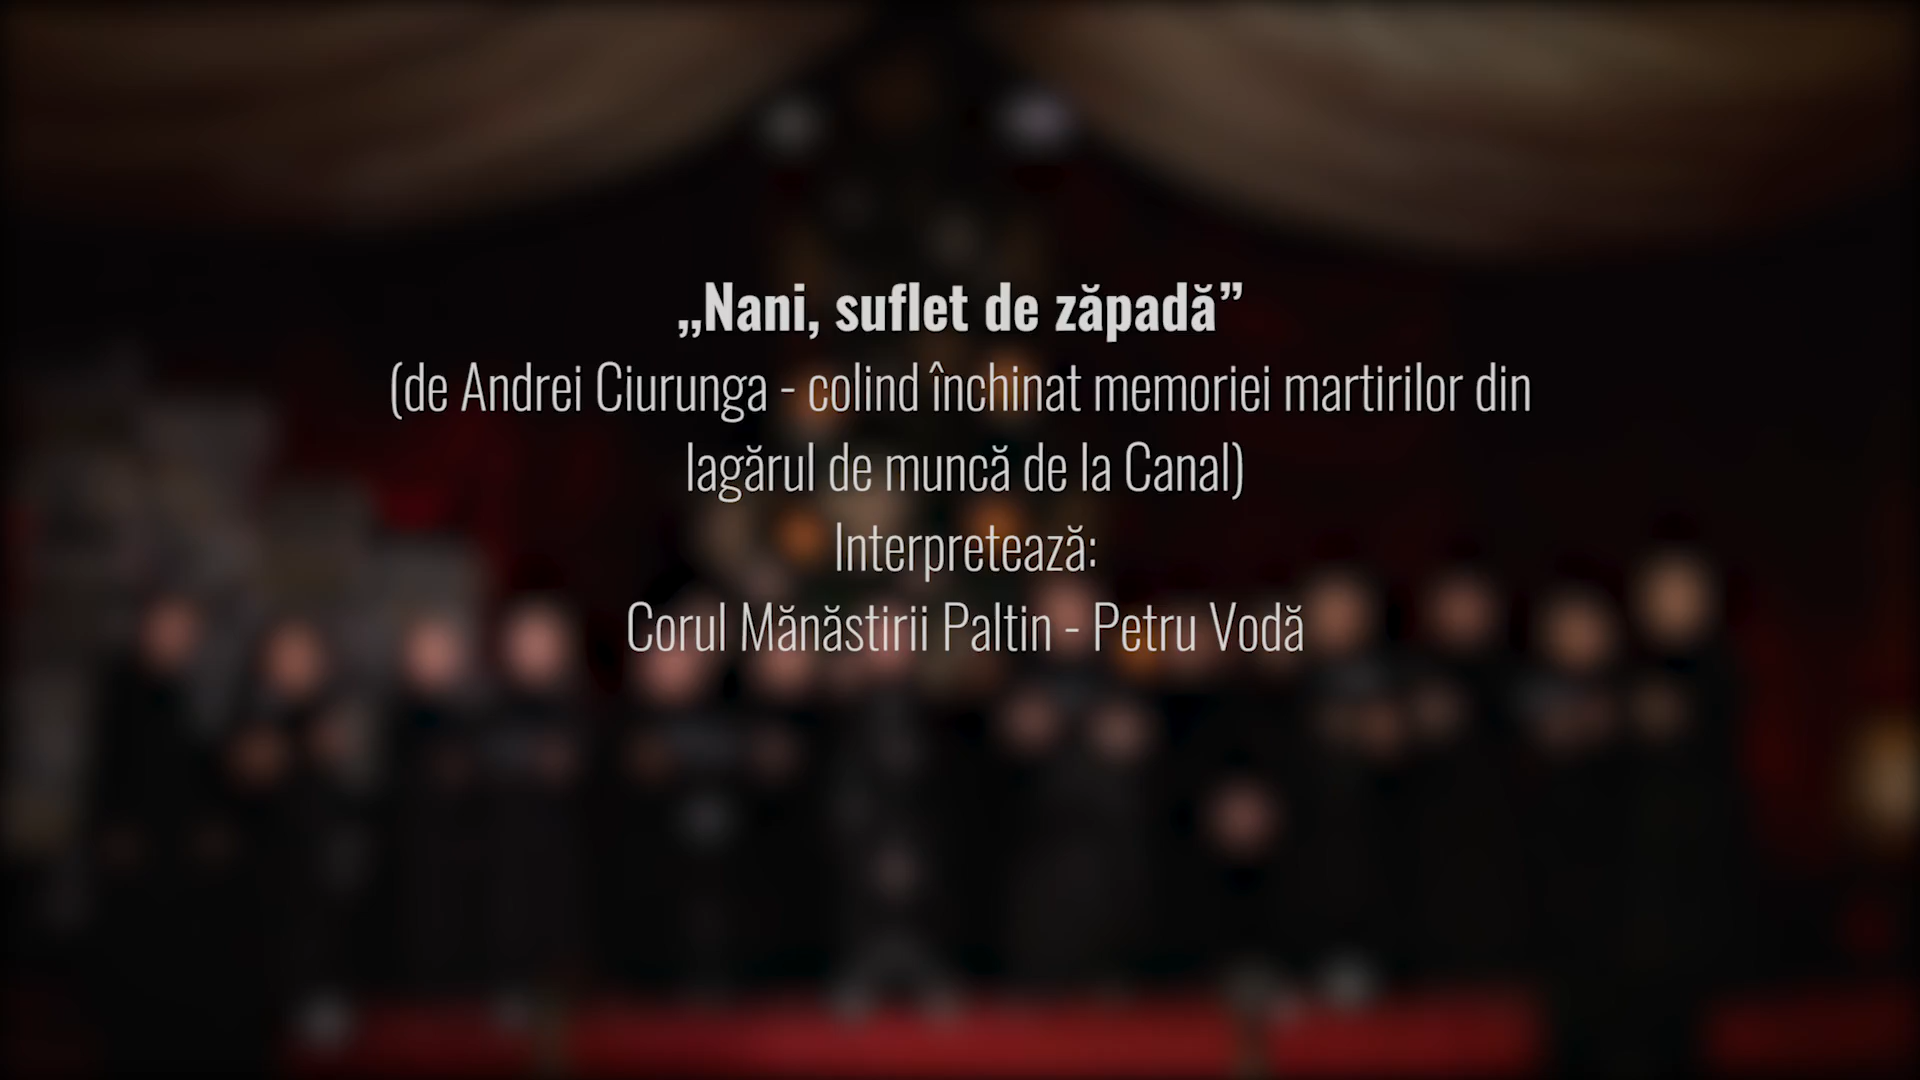 „Nani, suflet de zăpadă”
(de Andrei Ciurunga - colind închinat memoriei martirilor din
lagărul de muncă de la Canal)
Interpretează:
Corul Mănăstirii Paltin - Petru Vodă